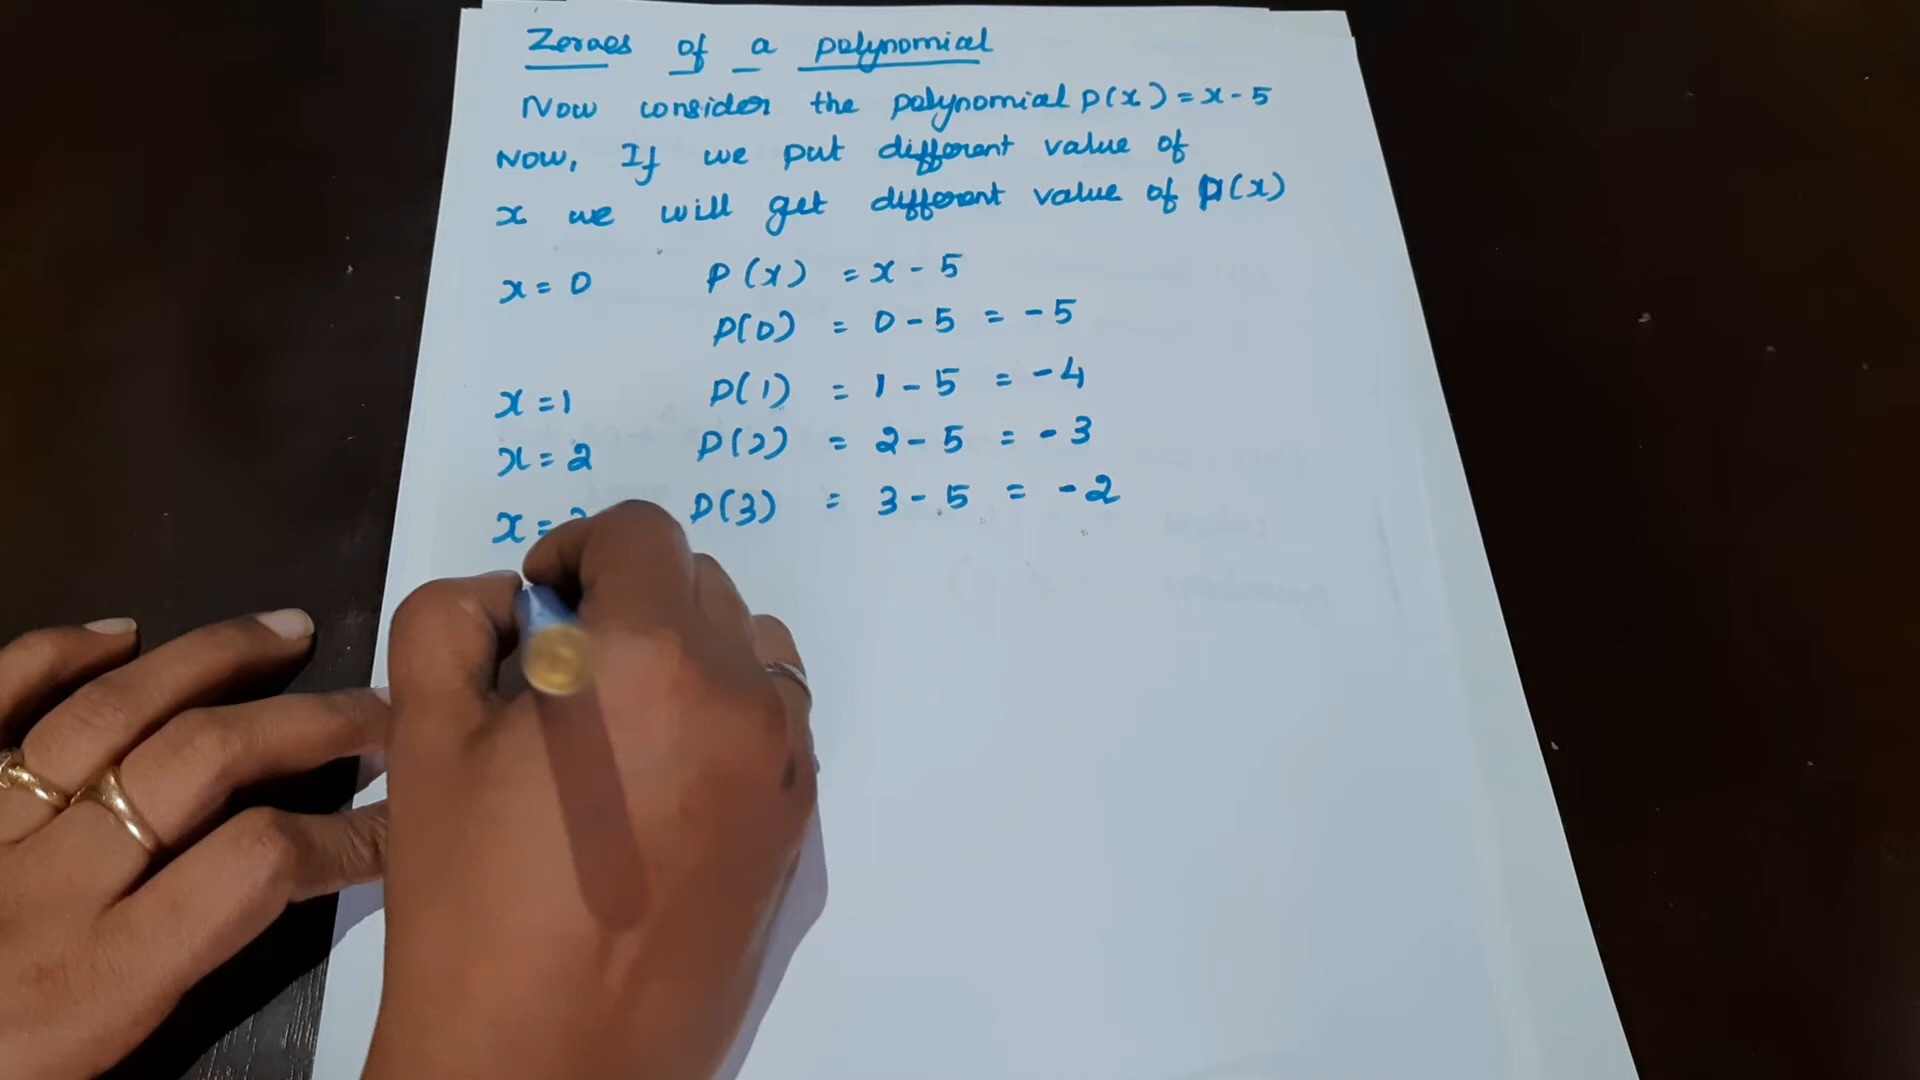 Zeroes of a polynomial
Now consider the polynomial p(x) = x - 5
Now, If we put different value of
x we will get different value of p(x)
x = 0 P(x) = x - 5
P(0) = 0 - 5 = -5
x = 1 P(1) = 1 - 5 = -4
x = 2 P(2) = 2 - 5 = -3
x = P(3) = 3 - 5 = -2